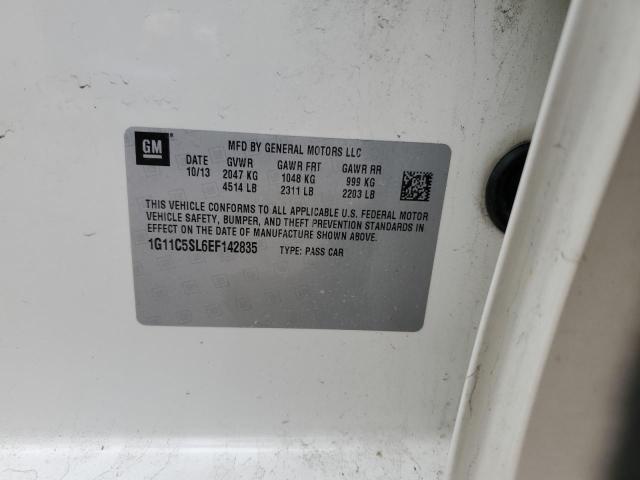 GM
MFD BY GENERAL MOTORS LLC
DATE GVWR GAWR FRT GAWR RR
10/13 2047 KG 1048 KG 999 KG
4514 LB 2311 LB 2203 LB
THIS VEHICLE CONFORMS TO ALL APPLICABLE U.S. FEDERAL MOTOR
VEHICLE SAFETY, BUMPER, AND THEFT PREVENTION STANDARDS IN
EFFECT ON THE DATE OF MANUFACTURE SHOWN ABOVE.
1G11C5SL6EF142835 TYPE: PASS CAR